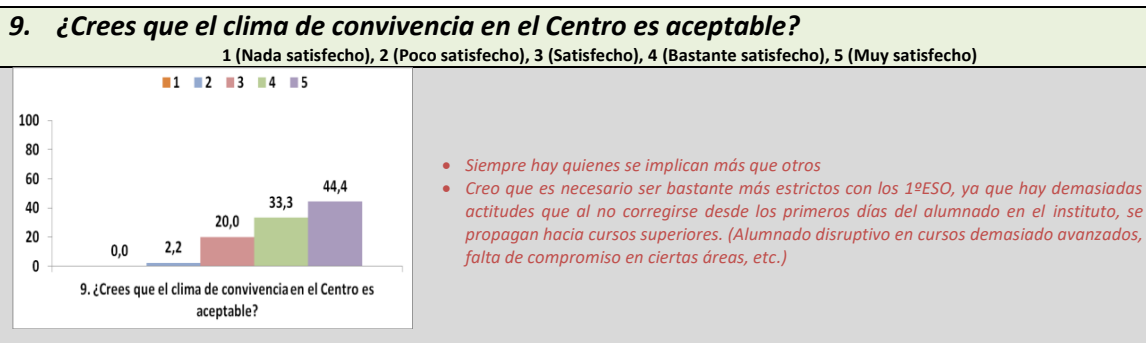 9. ¿Crees que el clima de convivencia en el Centro es aceptable?
1 (Nada satisfecho), 2 (Poco satisfecho), 3 (Satisfecho), 4 (Bastante satisfecho), 5 (Muy satisfecho)
1 2 3 4 5
100
80
60
40
20
0
0,0
2,2
20,0
33,3
44,4
9. ¿Crees que el clima de convivencia en el Centro es
aceptable?
• Siempre hay quienes se implican más que otros
• Creo que es necesario ser bastante más estrictos con los 1ºESO, ya que hay demasiadas
actitudes que al no corregirse desde los primeros días del alumnado en el instituto, se
propagan hacia cursos superiores. (Alumnado disruptivo en cursos demasiado avanzados,
falta de compromiso en ciertas áreas, etc.)